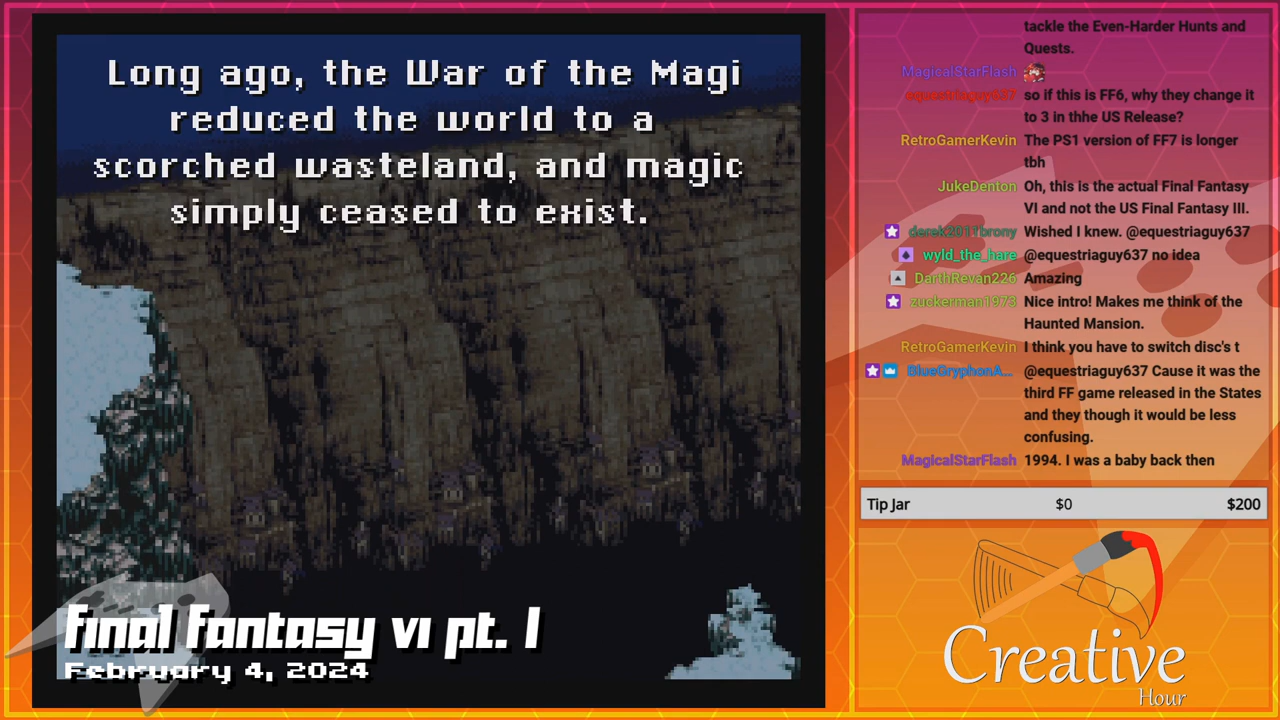 Long ago, the War of the Magi
reduced the world to a
scorched wasteland, and magic
simply ceased to exist.
Final Fantasy VI pt. 1
February 4, 2024
tackle the Even-Harder Hunts and
Quests.
MagicalStarFlash
equestriaguy637 so if this is FF6, why they change it
to 3 in thhe US Release?
RetroGamerKevin The PS1 version of FF7 is longer
tbh
JukeDenton Oh, this is the actual Final Fantasy
VI and not the US Final Fantasy III.
derek2011brony Wished I knew. @equestriaguy637
wyld_the_hare @equestriaguy637 no idea
DarthRevan226 Amazing
zuckerman1973 Nice intro! Makes me think of the
Haunted Mansion.
RetroGamerKevin I think you have to switch disc's t
BlueGryphonA... @equestriaguy637 Cause it was the
third FF game released in the States
and they though it would be less
confusing.
MagicalStarFlash 1994. I was a baby back then
Tip Jar $0 $200
Creative
Hour